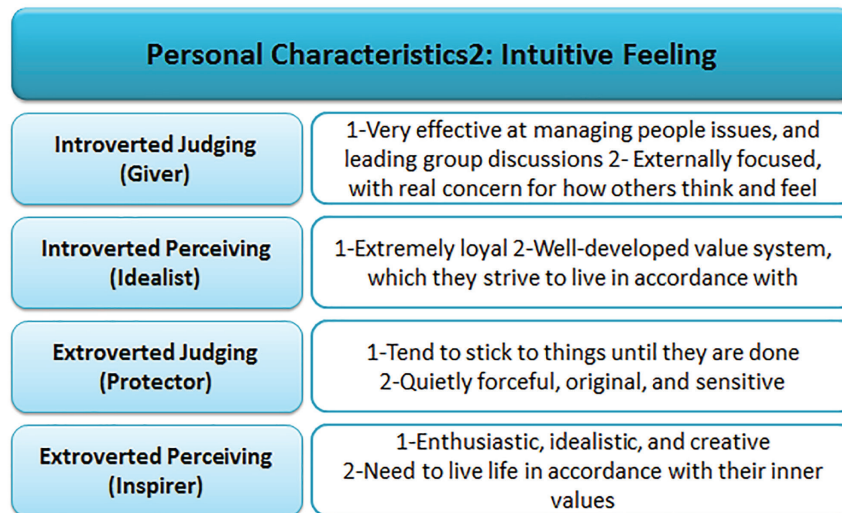 Personal Characteristics2: Intuitive Feeling
Introverted Judging
(Giver)
1-Very effective at managing people issues, and
leading group discussions 2- Externally focused,
with real concern for how others think and feel
Introverted Perceiving
(Idealist)
1-Extremely loyal 2-Well-developed value system,
which they strive to live in accordance with
Extroverted Judging
(Protector)
1-Tend to stick to things until they are done
2-Quietly forceful, original, and sensitive
Extroverted Perceiving
(Inspirer)
1-Enthusiastic, idealistic, and creative
2-Need to live life in accordance with their inner
values